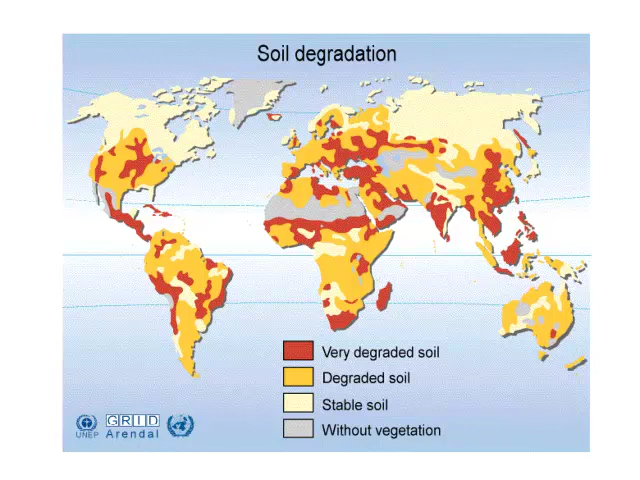 Soil degradation
Very degraded soil
Degraded soil
Stable soil
Without vegetation
GRID
UNEP Arendal